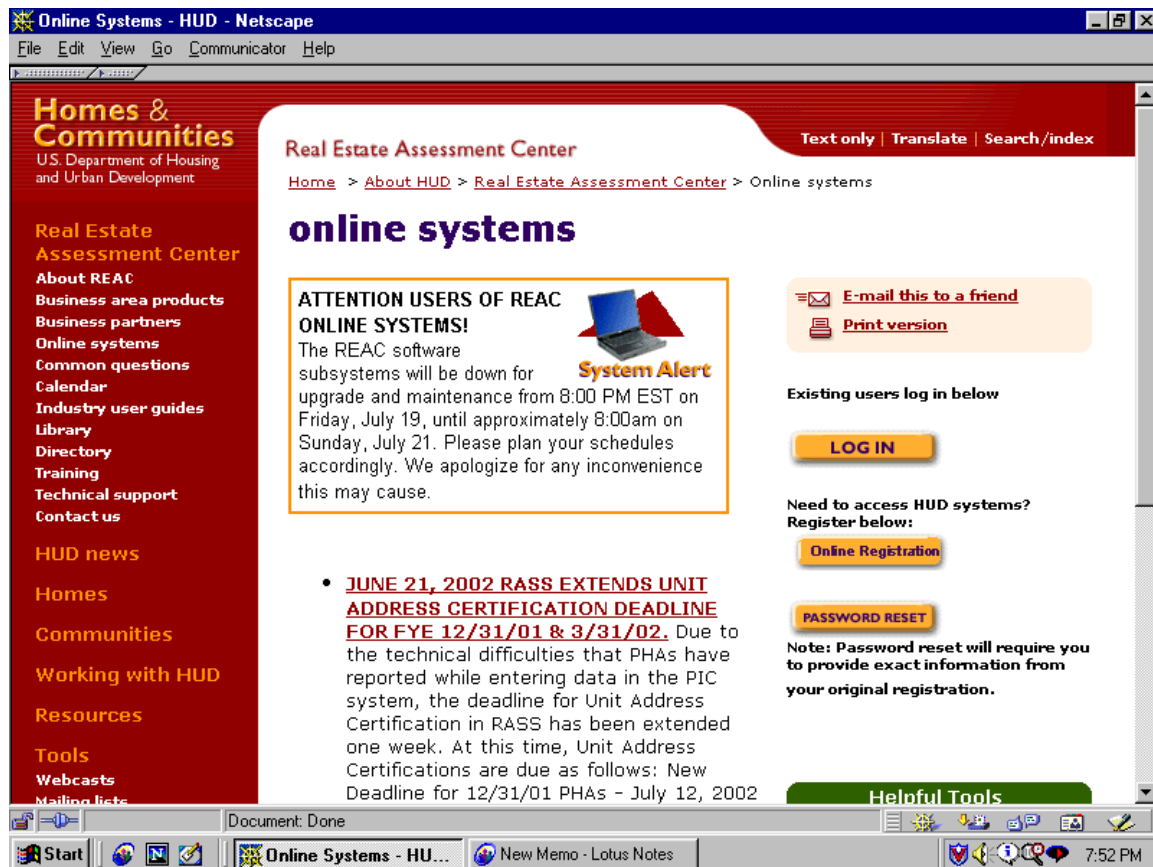 Online Systems - HUD - Netscape
File Edit View Go Communicator Help
Homes &
Communities
U.S. Department of Housing
and Urban Development
Real Estate Assessment Center
Text only | Translate | Search/index
Home > About HUD > Real Estate Assessment Center > Online systems
Real Estate
Assessment Center
About REAC
Business area products
Business partners
Online systems
Common questions
Calendar
Industry user guides
Library
Directory
Training
Technical support
Contact us
HUD news
Homes
Communities
Working with HUD
Resources
Tools
Webcasts
Mailing lists
online systems
ATTENTION USERS OF REAC
ONLINE SYSTEMS!
The REAC software
subsystems will be down for
upgrade and maintenance from 8:00 PM EST on
Friday, July 19, until approximately 8:00am on
Sunday, July 21. Please plan your schedules
accordingly. We apologize for any inconvenience
this may cause.
System Alert
• JUNE 21, 2002 RASS EXTENDS UNIT
ADDRESS CERTIFICATION DEADLINE
FOR FYE 12/31/01 & 3/31/02. Due to
the technical difficulties that PHAs have
reported while entering data in the PIC
system, the deadline for Unit Address
Certification in RASS has been extended
one week. At this time, Unit Address
Certifications are due as follows: New
Deadline for 12/31/01 PHAs - July 12, 2002
E-mail this to a friend
Print version
Existing users log in below
LOG IN
Need to access HUD systems?
Register below:
Online Registration
PASSWORD RESET
Note: Password reset will require you
to provide exact information from
your original registration.
Helpful Tools
Document: Done
Start
Online Systems - HU...
New Memo - Lotus Notes
7:52 PM